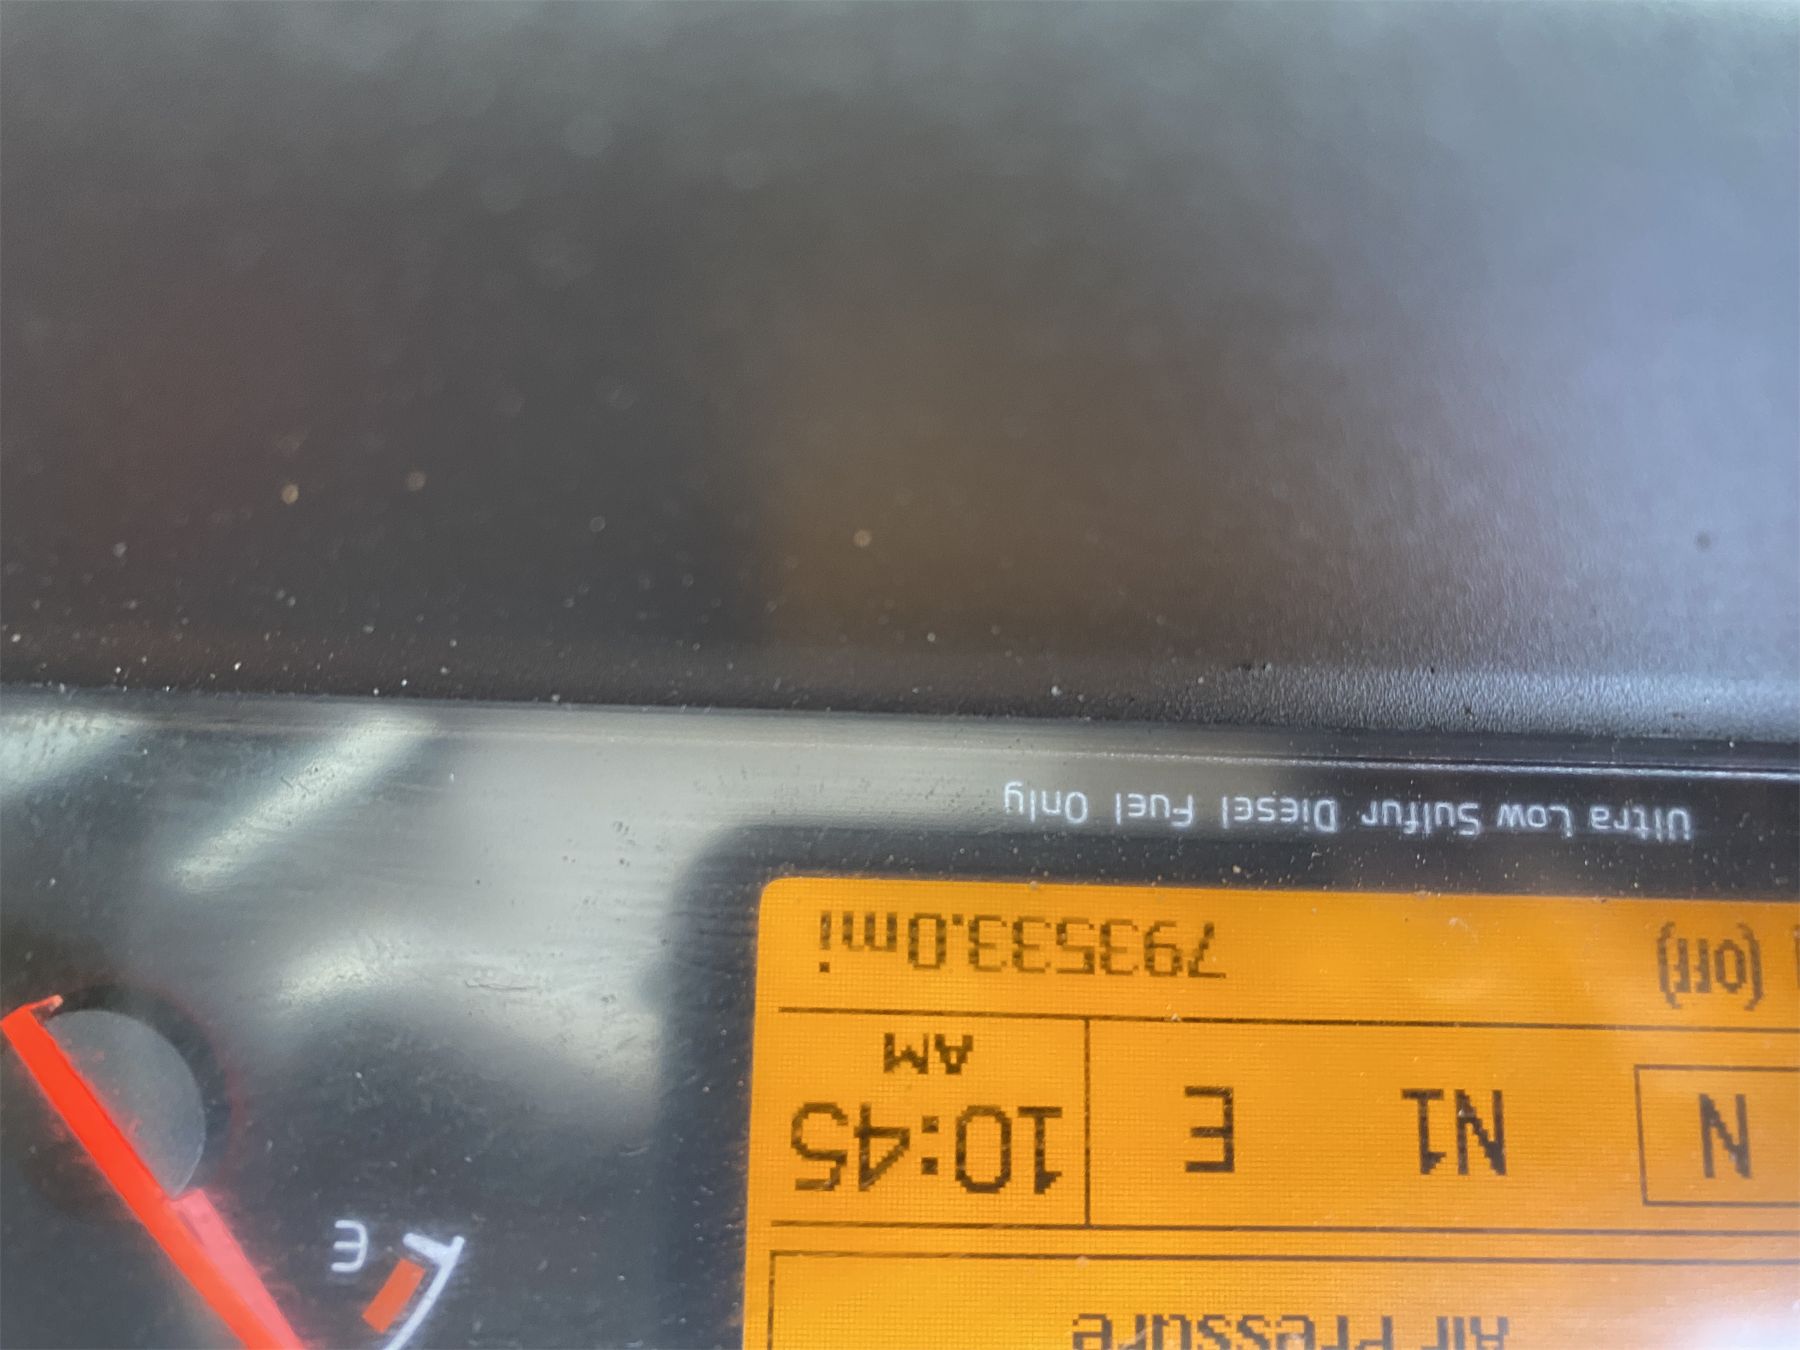 Air Pressure
N N1 E 10:45
AM
(off) 793533.0mi
Ultra Low Sulfur Diesel Fuel Only
E